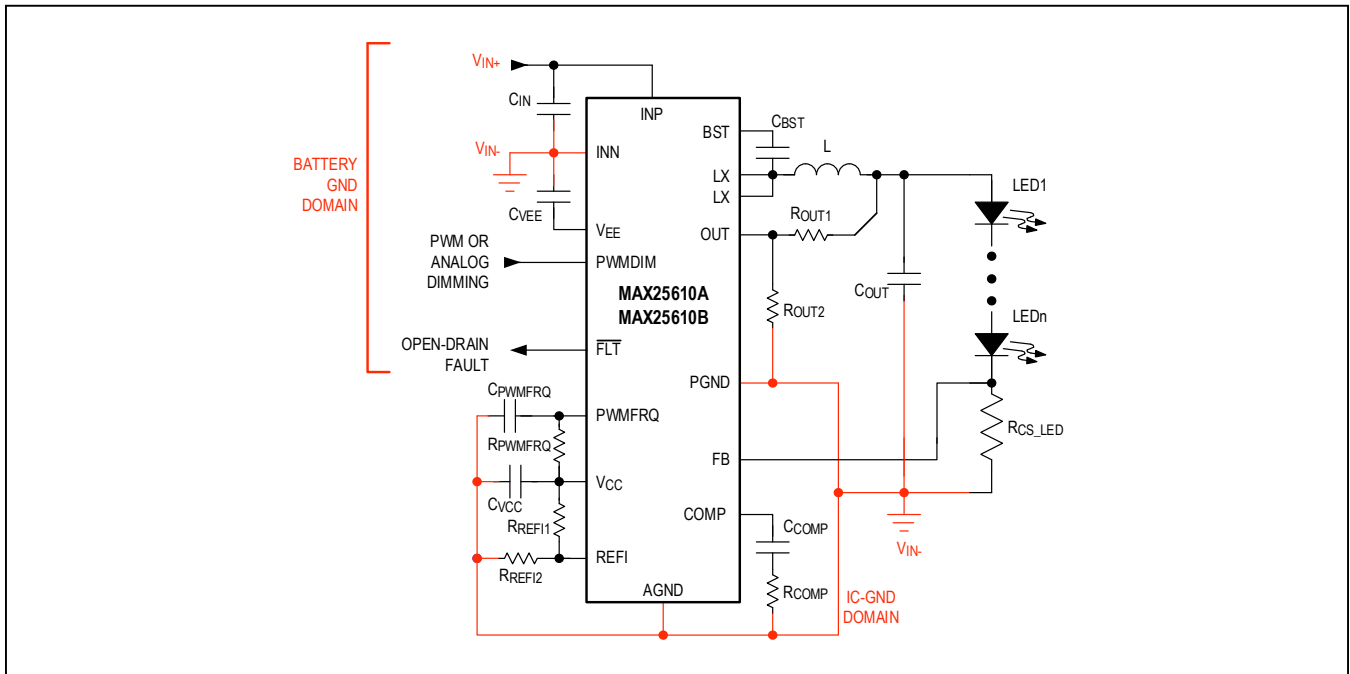 BATTERY
GND
DOMAIN
VIN+
CIN
VIN-
CVEE
PWM OR
ANALOG
DIMMING
OPEN-DRAIN
FAULT
CPWMFRQ
RPWMFRQ
CVCC
RREFI1
RREFI2
INP
INN
VEE
PWMDIM
MAX25610A
MAX25610B
FLT
PWMFRQ
VCC
REFI
AGND
BST
LX
LX
OUT
PGND
FB
COMP
CBST
L
ROUT1
ROUT2
COUT
LED1
LEDn
RCS_LED
CCOMP
RCOMP
VIN-
IC-GND
DOMAIN